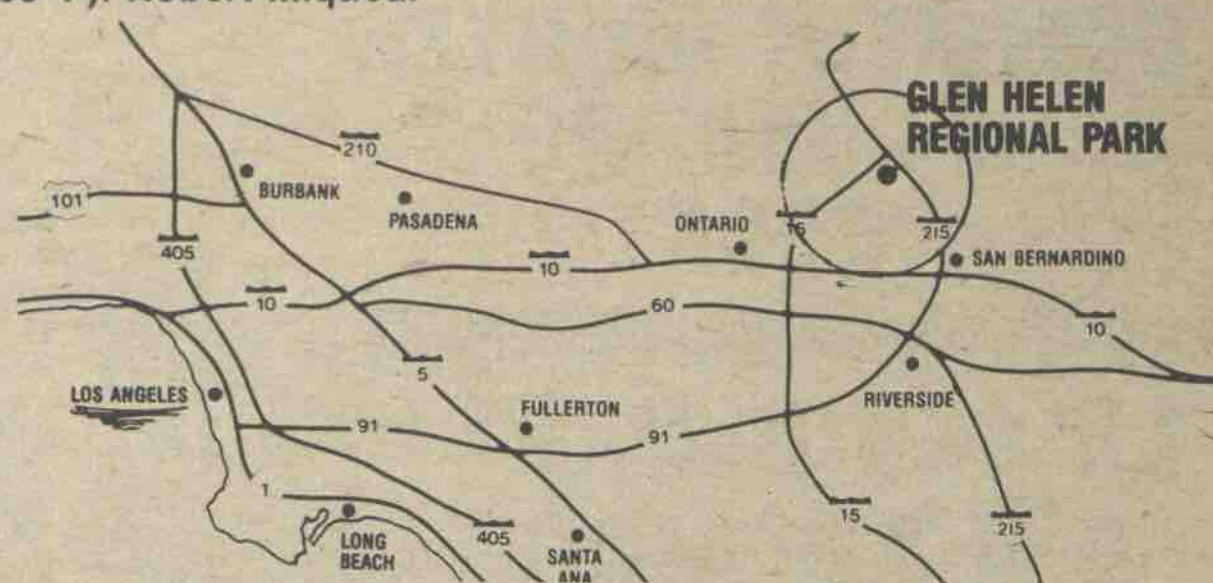 GLEN HELEN
REGIONAL PARK
210
101
BURBANK
PASADENA
ONTARIO
15
215
405
SAN BERNARDINO
10
10
60
10
5
LOS ANGELES
RIVERSIDE
FULLERTON
91
91
1
15
215
405
LONG
BEACH
SANTA
ANA